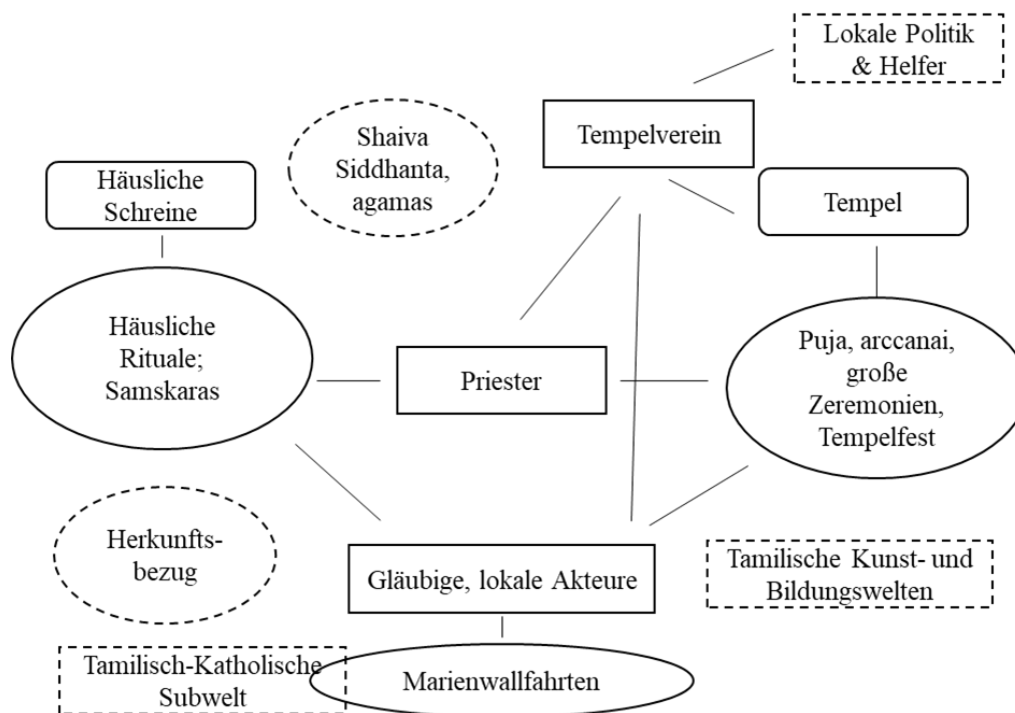 Lokale Politik
& Helfer
Tempelverein
Shaiva
Siddhanta,
agamas
Häusliche
Schreine
Tempel
Häusliche
Rituale;
Samskaras
Priester
Puja, arccanai,
große
Zeremonien,
Tempelfest
Herkunfts-
bezug
Gläubige, lokale Akteure
Tamilische Kunst- und
Bildungswelten
Tamilisch-Katholische
Subwelt
Marienwallfahrten